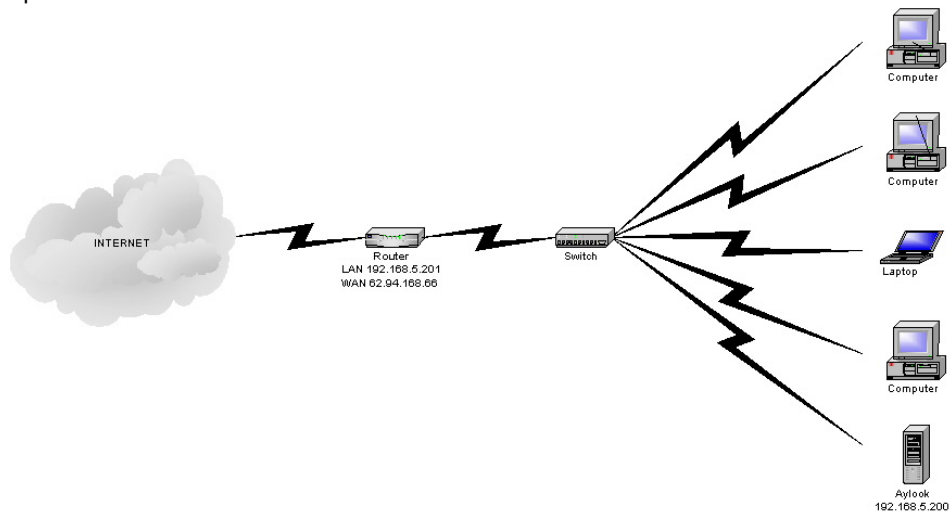 Computer
Computer
INTERNET
Router
LAN 192.168.5.201
WAN 62.94.168.66
Switch
Laptop
Computer
Aylook
192.168.5.200